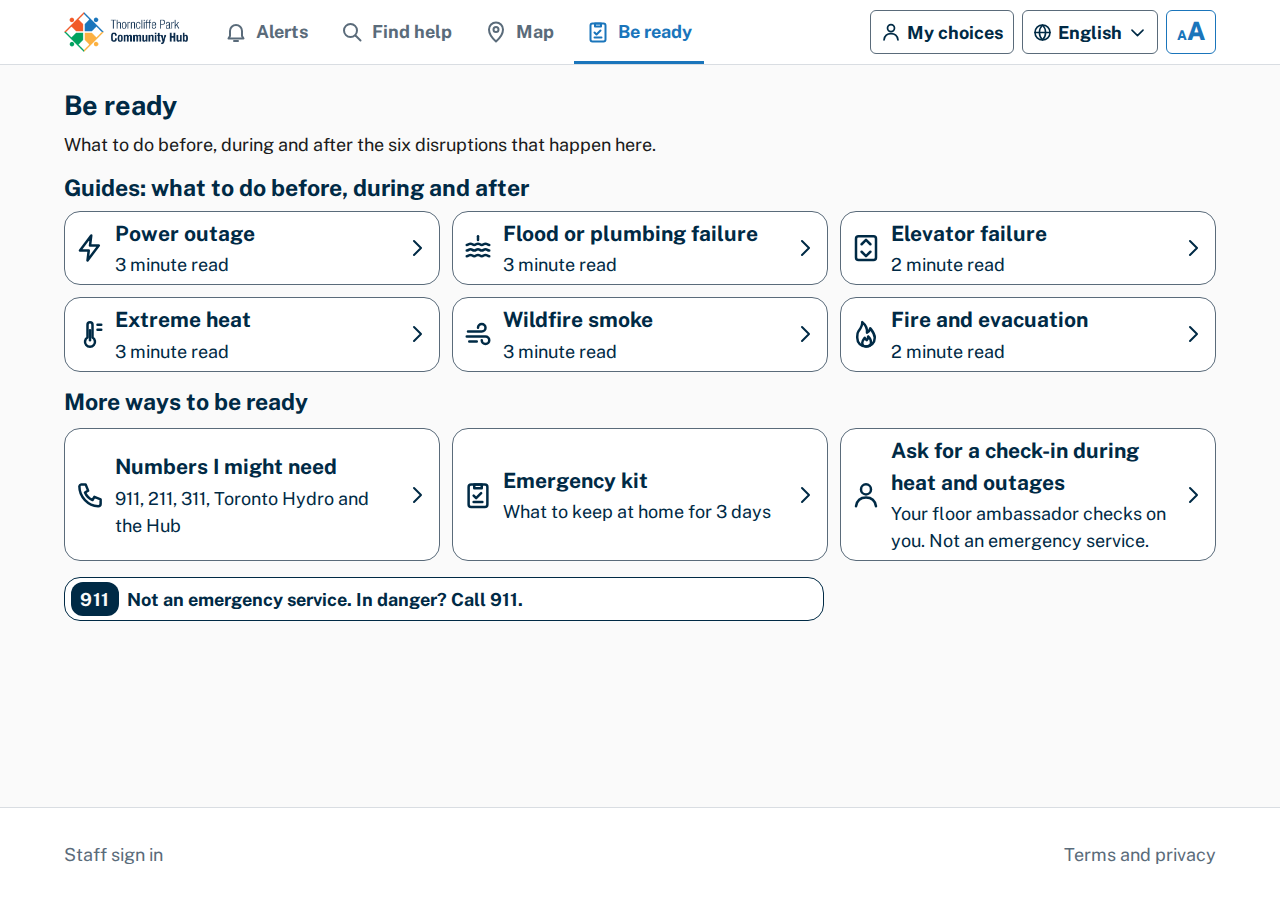 Thorncliffe Park
Community Hub
Alerts
Find help
Map
Be ready
My choices
English
AA
Be ready
What to do before, during and after the six disruptions that happen here.
Guides: what to do before, during and after
Power outage
3 minute read
Flood or plumbing failure
3 minute read
Elevator failure
2 minute read
Extreme heat
3 minute read
Wildfire smoke
3 minute read
Fire and evacuation
2 minute read
More ways to be ready
Numbers I might need
911, 211, 311, Toronto Hydro and
the Hub
Emergency kit
What to keep at home for 3 days
Ask for a check-in during
heat and outages
Your floor ambassador checks on
you. Not an emergency service.
911 Not an emergency service. In danger? Call 911.
Staff sign in
Terms and privacy